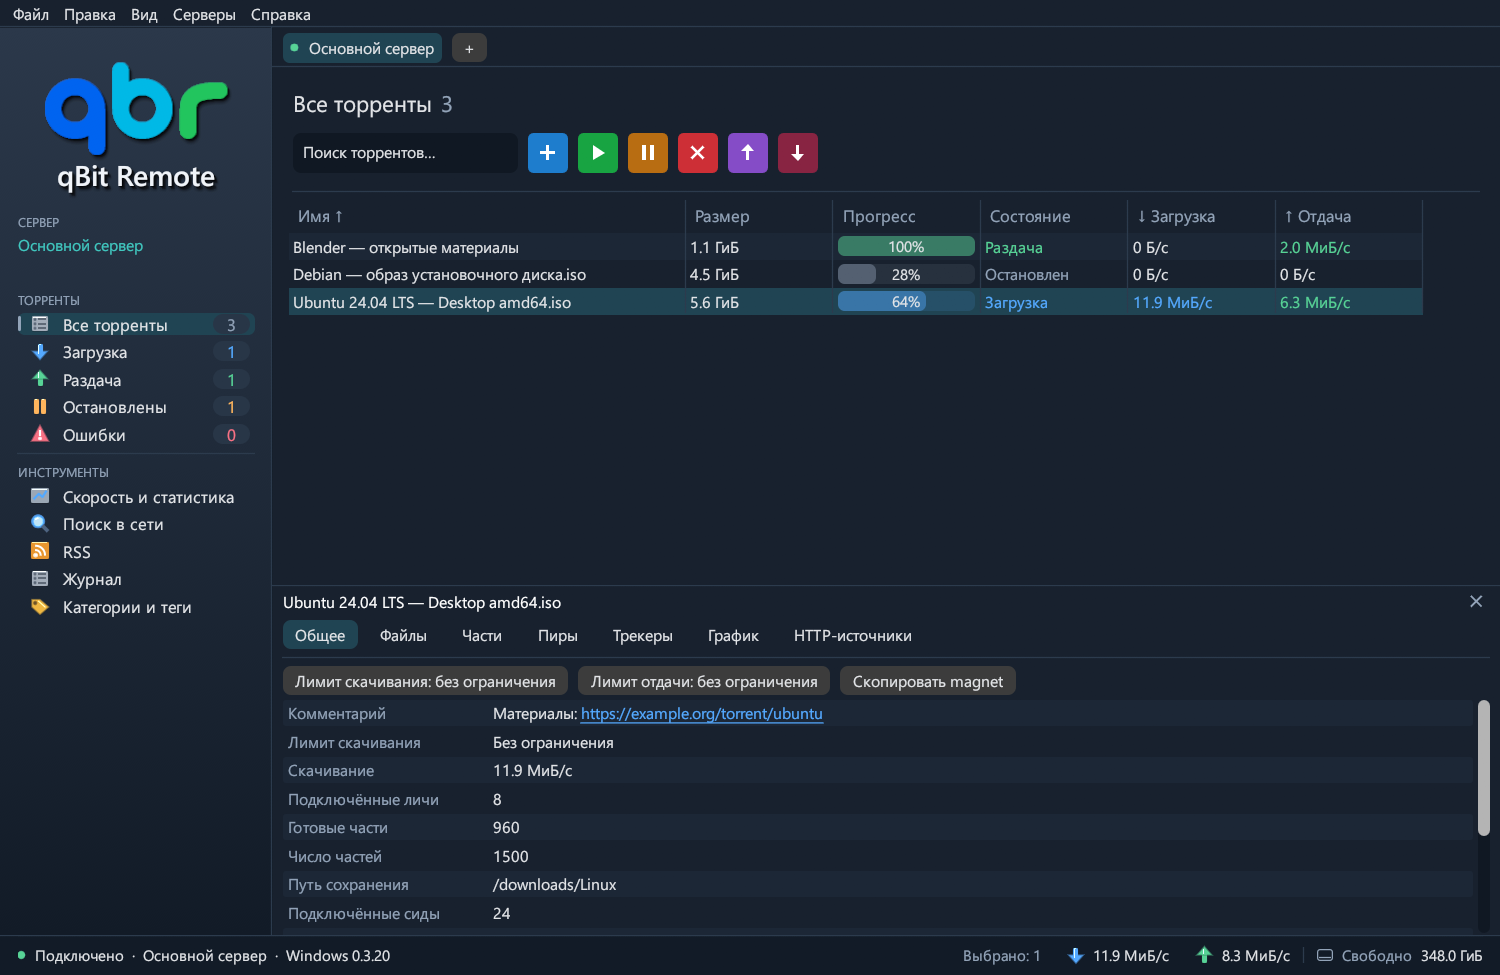 Файл Правка Вид Серверы Справка
qbr
qBit Remote
СЕРВЕР
Основной сервер
ТОРРЕНТЫ
Все торренты 3
Загрузка 1
Раздача 1
Остановлены 1
Ошибки 0
ИНСТРУМЕНТЫ
Скорость и статистика
Поиск в сети
RSS
Журнал
Категории и теги
Основной сервер +
Все торренты 3
Поиск торрентов...
Имя ↑ Размер Прогресс Состояние ↓ Загрузка ↑ Отдача
Blender — открытые материалы 1.1 ГиБ 100% Раздача 0 Б/с 2.0 МиБ/с
Debian — образ установочного диска.iso 4.5 ГиБ 28% Остановлен 0 Б/с 0 Б/с
Ubuntu 24.04 LTS — Desktop amd64.iso 5.6 ГиБ 64% Загрузка 11.9 МиБ/с 6.3 МиБ/с
Ubuntu 24.04 LTS — Desktop amd64.iso
Общее Файлы Части Пиры Трекеры График HTTP-источники
Лимит скачивания: без ограничения Лимит отдачи: без ограничения Скопировать magnet
Комментарий Материалы: https://example.org/torrent/ubuntu
Лимит скачивания Без ограничения
Скачивание 11.9 МиБ/с
Подключённые личи 8
Готовые части 960
Число частей 1500
Путь сохранения /downloads/Linux
Подключённые сиды 24
Подключено · Основной сервер · Windows 0.3.20 Выбрано: 1 11.9 МиБ/с 8.3 МиБ/с Свободно 348.0 ГиБ